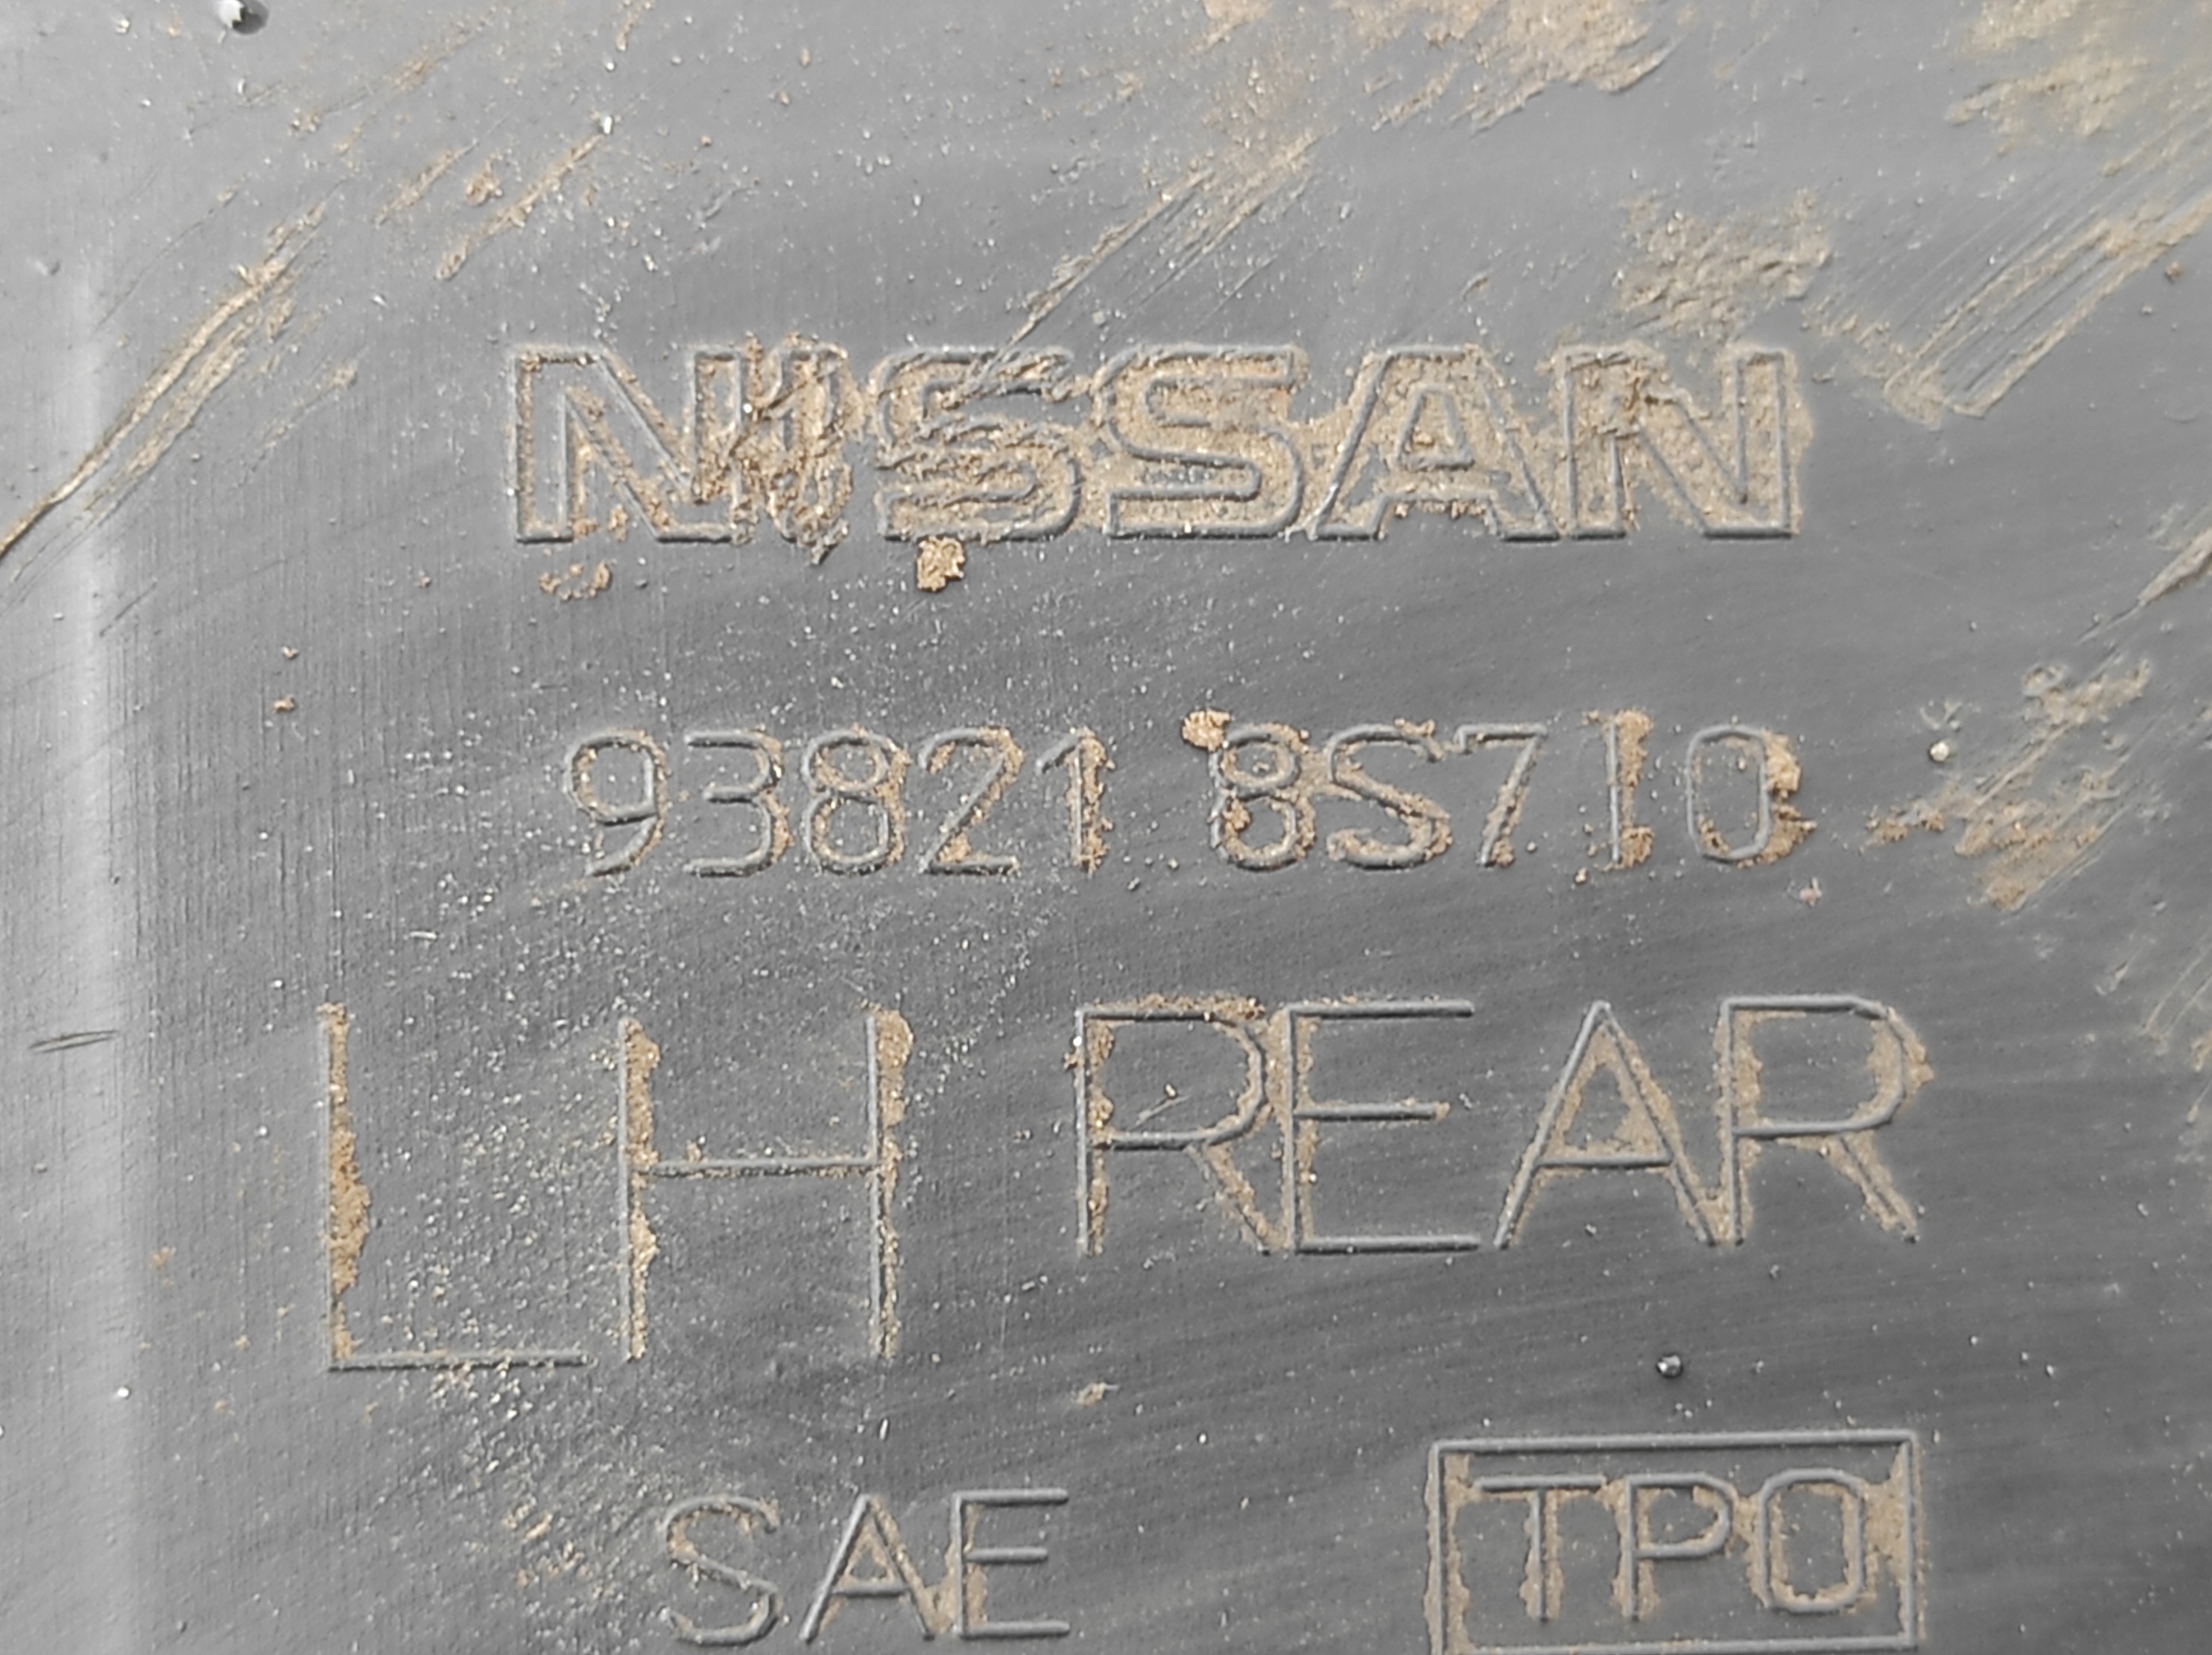 NISSAN
93821 8S710
LH REAR
SAE TPO